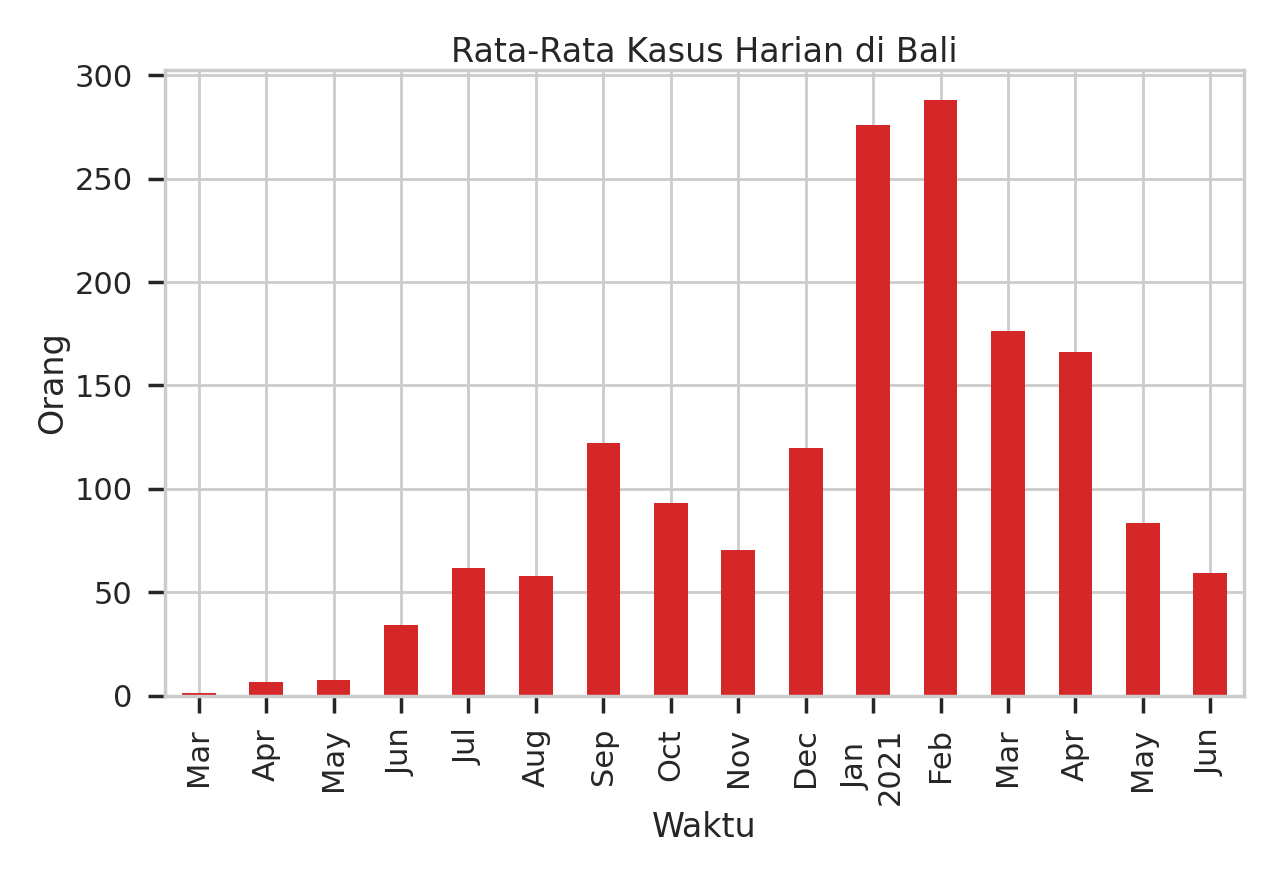 Rata-Rata Kasus Harian di Bali
300
250
200
150
100
50
0
Orang
Mar
Apr
May
Jun
Jul
Aug
Sep
Oct
Nov
Dec
Jan
2021
Feb
Mar
Apr
May
Jun
Waktu